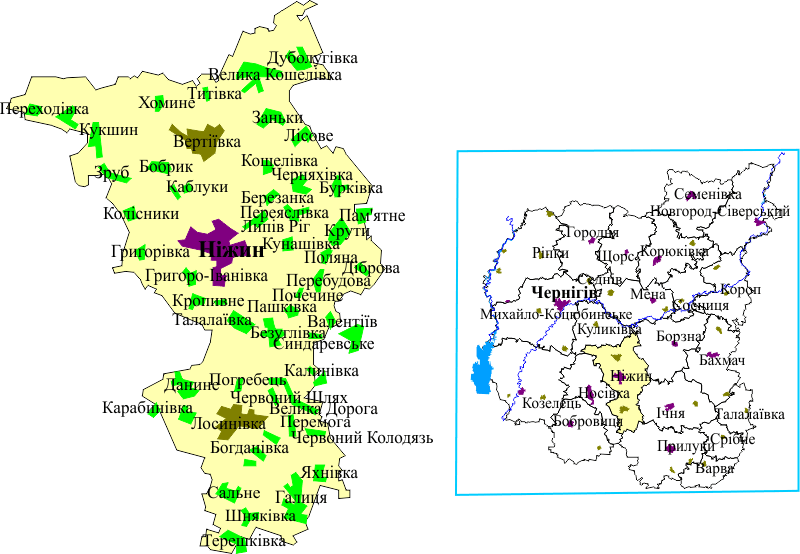 Дуболугівка
Велика Кошелівка
Титівка
Хомине
Переходівка
Заньки
Кукшин
Лісове
Вертіївка
Кошелівка
Бобрик
Зруб
Черняхівка
Каблуки
Бурківка
Березанка
Колісники
Переяслівка
Пам'ятне
Липів Ріг
Крути
Кунашівка
Ніжин
Григорівка
Поляна
Діброва
Григоро-Іванівка
Перебудова
Почечине
Кропивне
Пашківка
Талалаївка
Валентіїв
Безуглівка
Синдаревське
Калинівка
Погребець
Данине
Червоний Шлях
Карабинівка
Велика Дорога
Лосинівка
Перемога
Червоний Колодязь
Богданівка
Яхнівка
Сальне
Галиця
Шняківка
Терешківка
Семенівка
Новгород-Сіверський
Городня
Ріпки
Щорс
Корюківка
Седнів
Чернігів
Мена
Короп
Сосниця
Михайло-Коцюбинське
Куликівка
Борзна
Бахмач
Ніжин
Носівка
Козелець
Ічня
Талалаївка
Бобровиця
Срібне
Прилуки
Варва